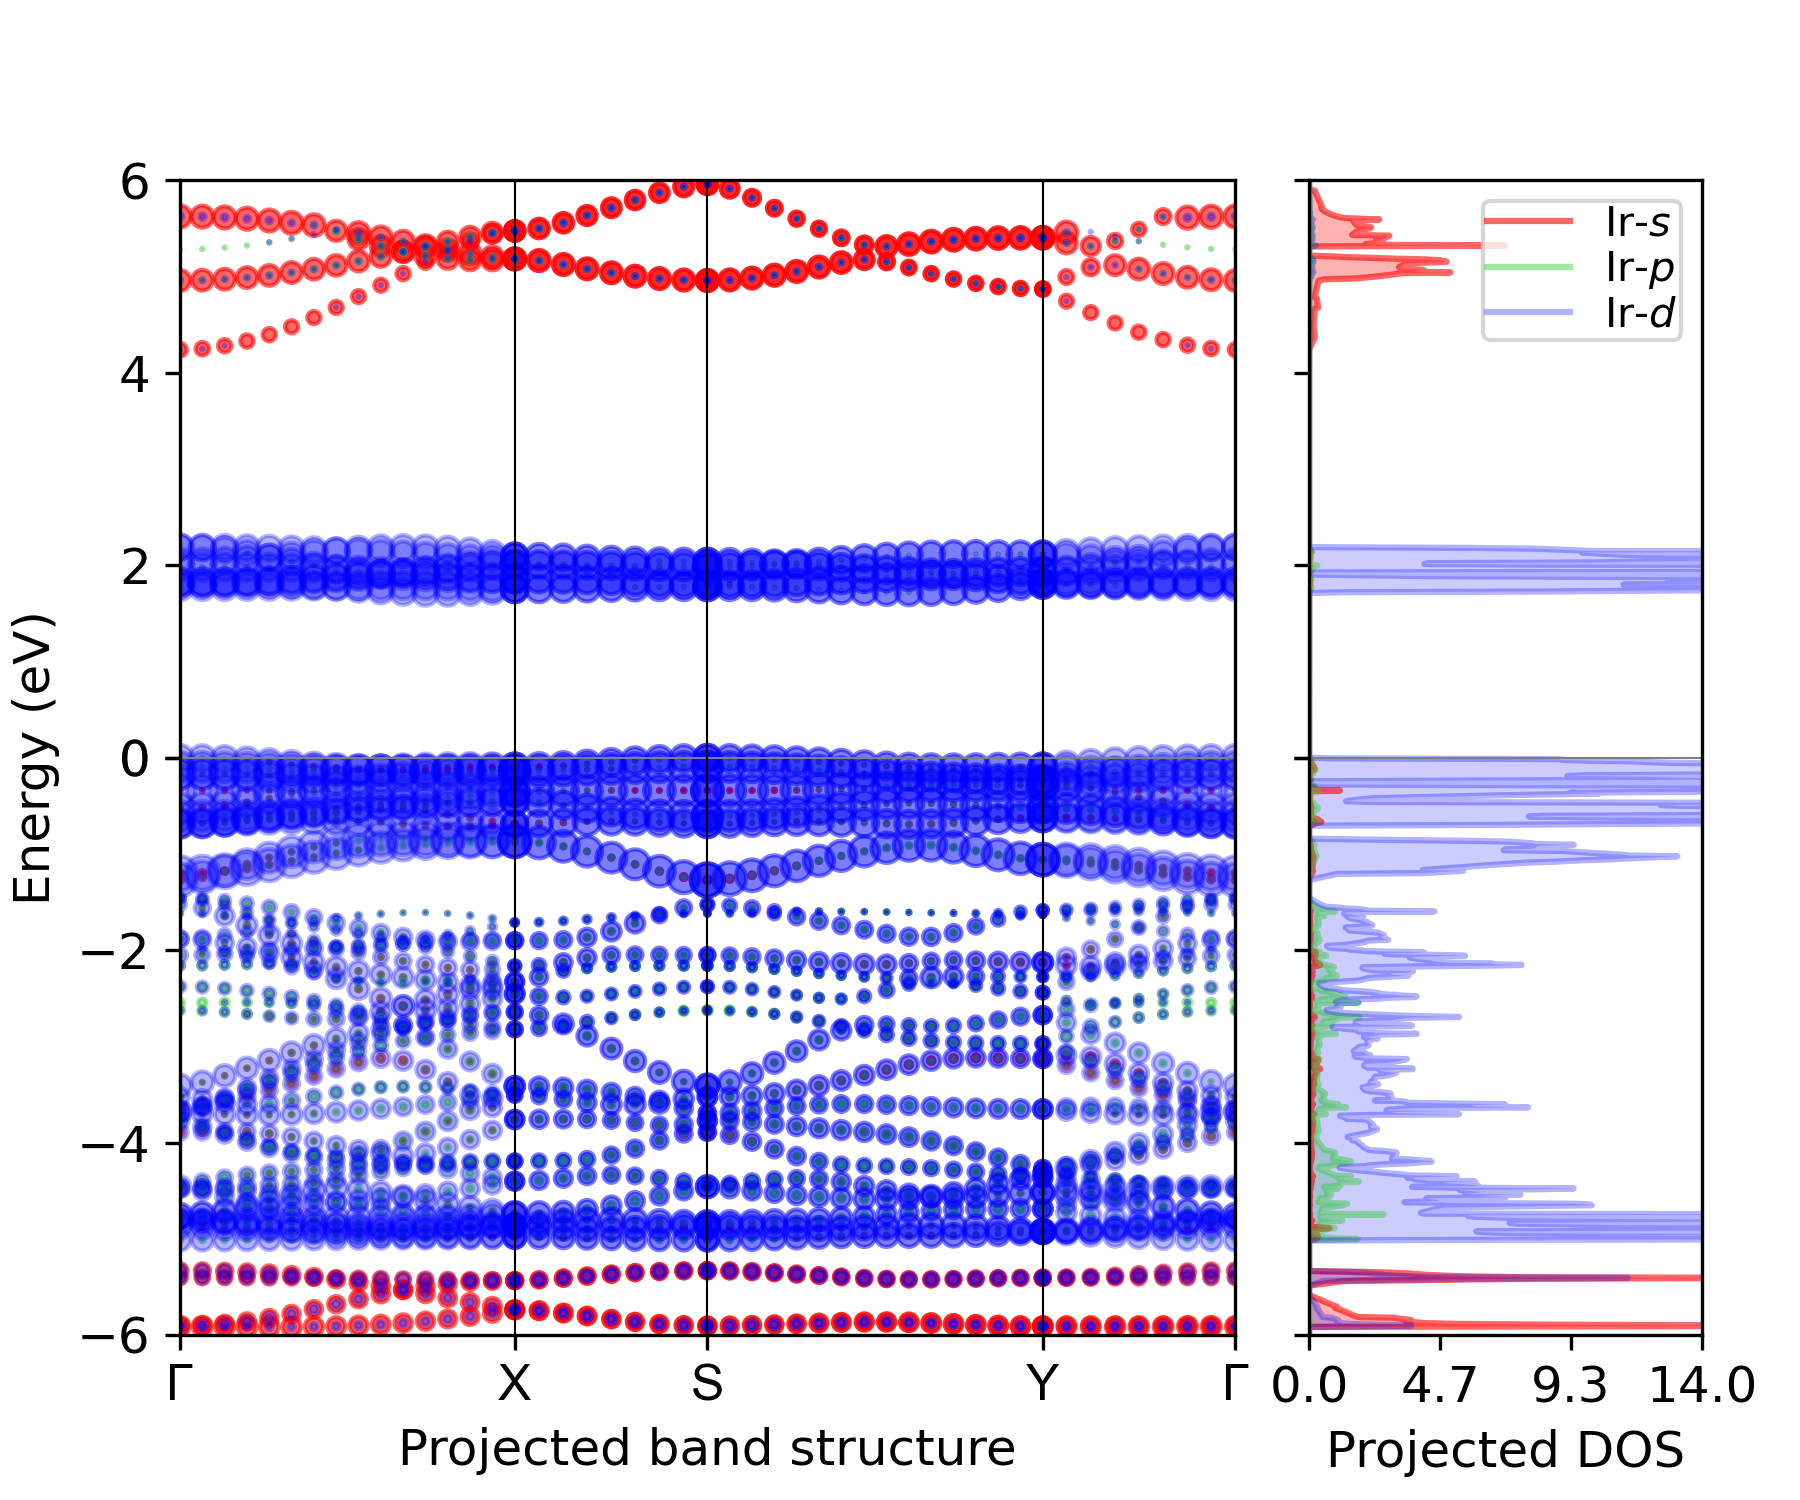 6
4
2
0
−2
−4
−6
Energy (eV)
Γ X S Y Γ
Projected band structure
Ir-s
Ir-p
Ir-d
0.0 4.7 9.3 14.0
Projected DOS